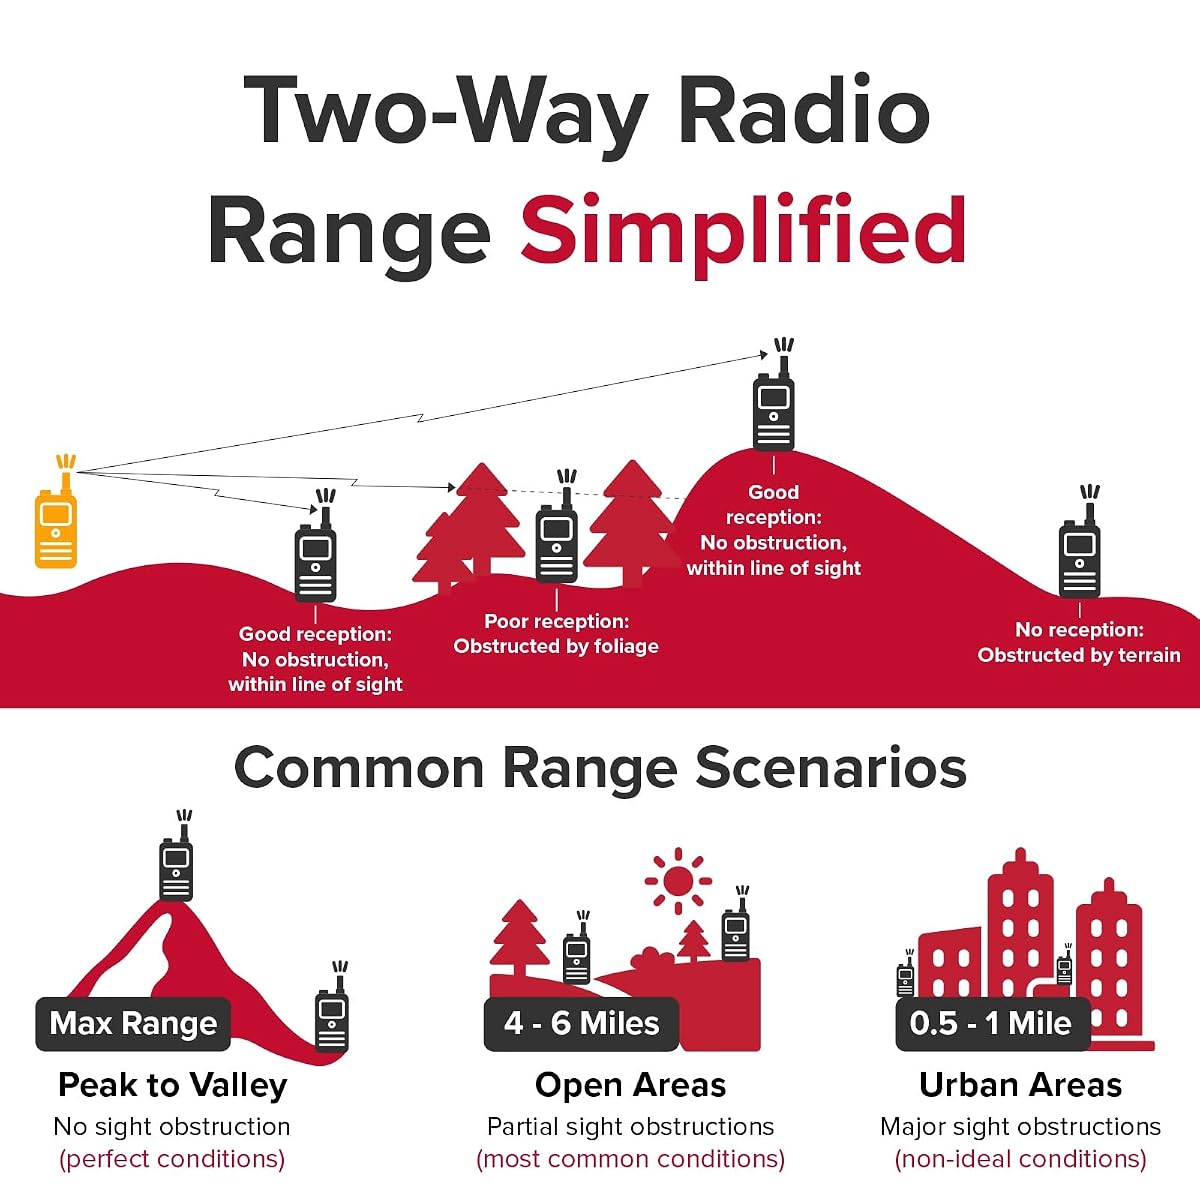 Two-Way Radio
Range Simplified
Good
reception:
No obstruction,
within line of sight
Good reception:
No obstruction,
within line of sight
Poor reception:
Obstructed by foliage
No reception:
Obstructed by terrain
Common Range Scenarios
Max Range
Peak to Valley
No sight obstruction
(perfect conditions)
4 - 6 Miles
Open Areas
Partial sight obstructions
(most common conditions)
0.5 - 1 Mile
Urban Areas
Major sight obstructions
(non-ideal conditions)